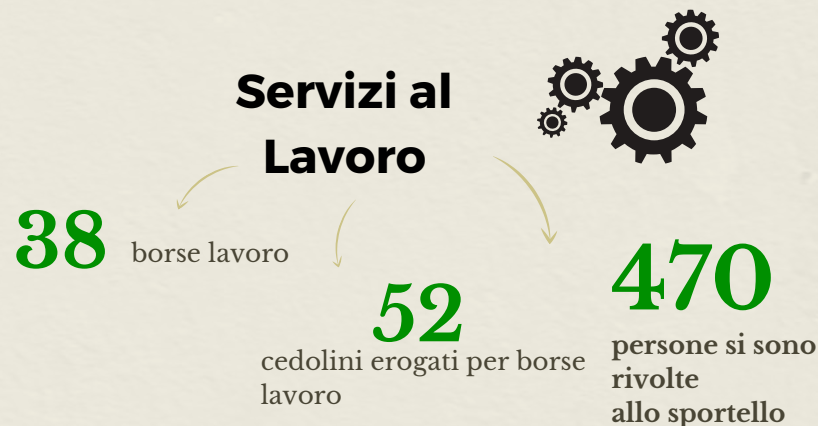 Servizi al
Lavoro
38
borse lavoro
52
cedolini erogati per borse
lavoro
470
persone si sono
rivolte
allo sportello